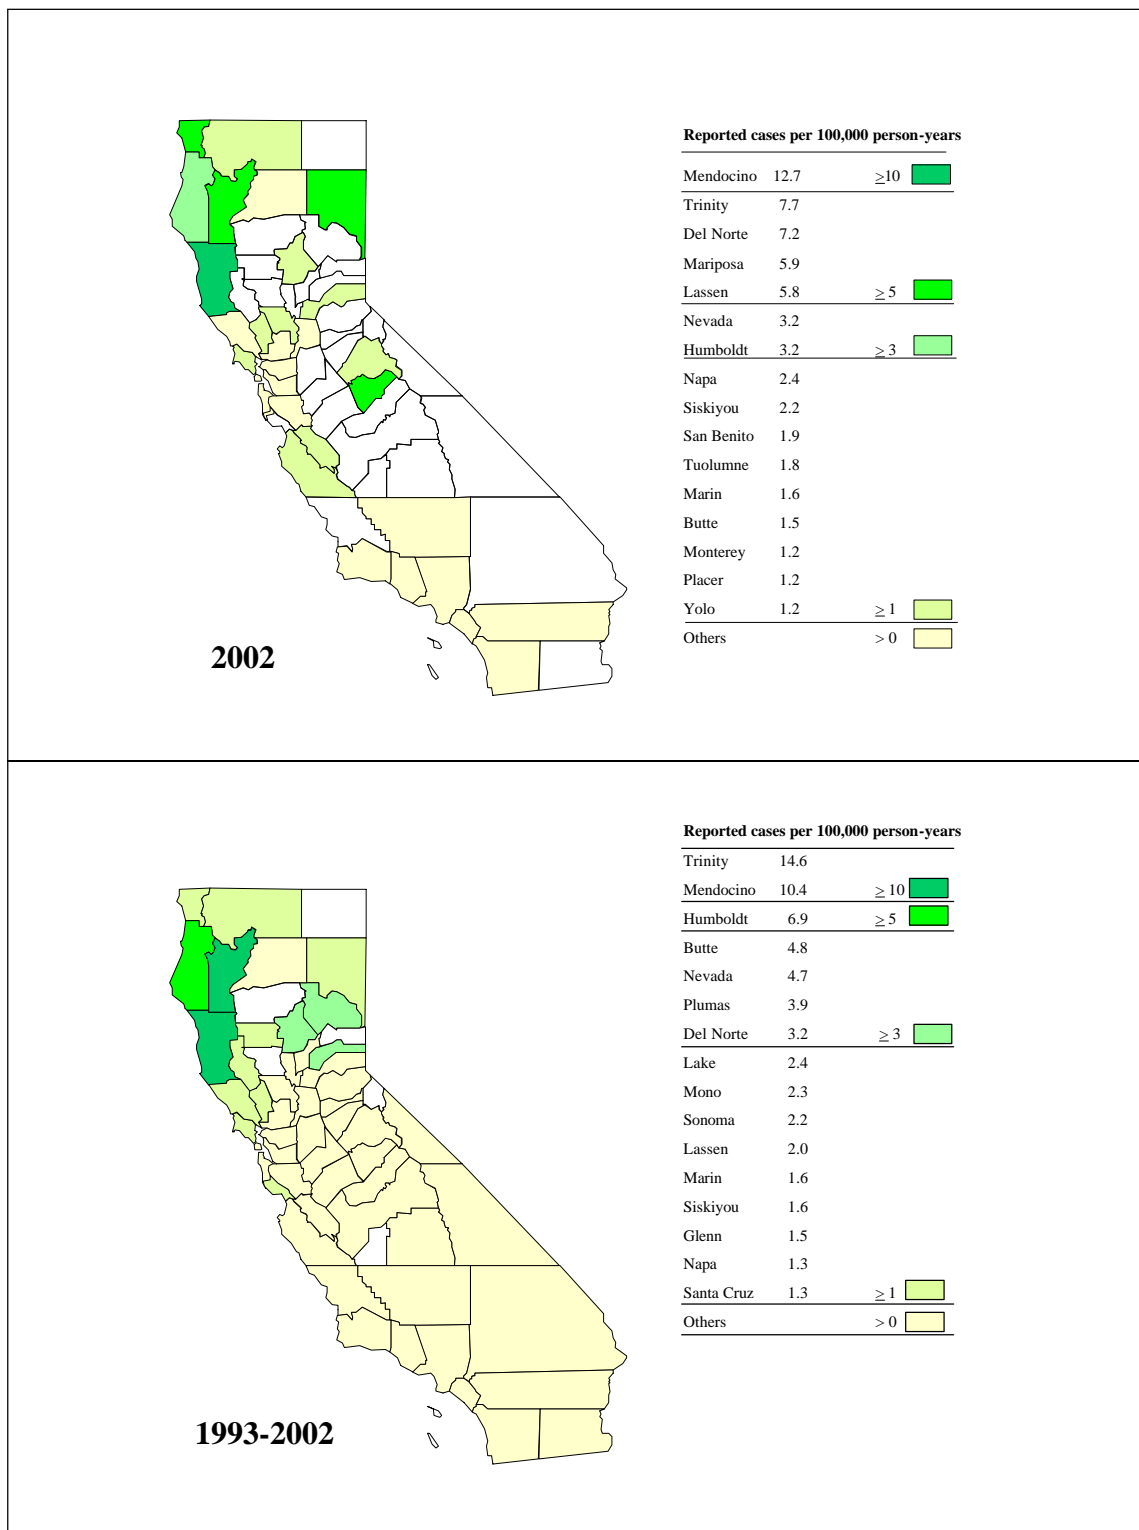 Reported cases per 100,000 person-years
Mendocino 12.7 ≥10
Trinity 7.7
Del Norte 7.2
Mariposa 5.9
Lassen 5.8 ≥ 5
Nevada 3.2
Humboldt 3.2 ≥ 3
Napa 2.4
Siskiyou 2.2
San Benito 1.9
Tuolumne 1.8
Marin 1.6
Butte 1.5
Monterey 1.2
Placer 1.2
Yolo 1.2 ≥ 1
Others > 0
2002
Reported cases per 100,000 person-years
Trinity 14.6
Mendocino 10.4 ≥ 10
Humboldt 6.9 ≥ 5
Butte 4.8
Nevada 4.7
Plumas 3.9
Del Norte 3.2 ≥ 3
Lake 2.4
Mono 2.3
Sonoma 2.2
Lassen 2.0
Marin 1.6
Siskiyou 1.6
Glenn 1.5
Napa 1.3
Santa Cruz 1.3 ≥ 1
Others > 0
1993-2002